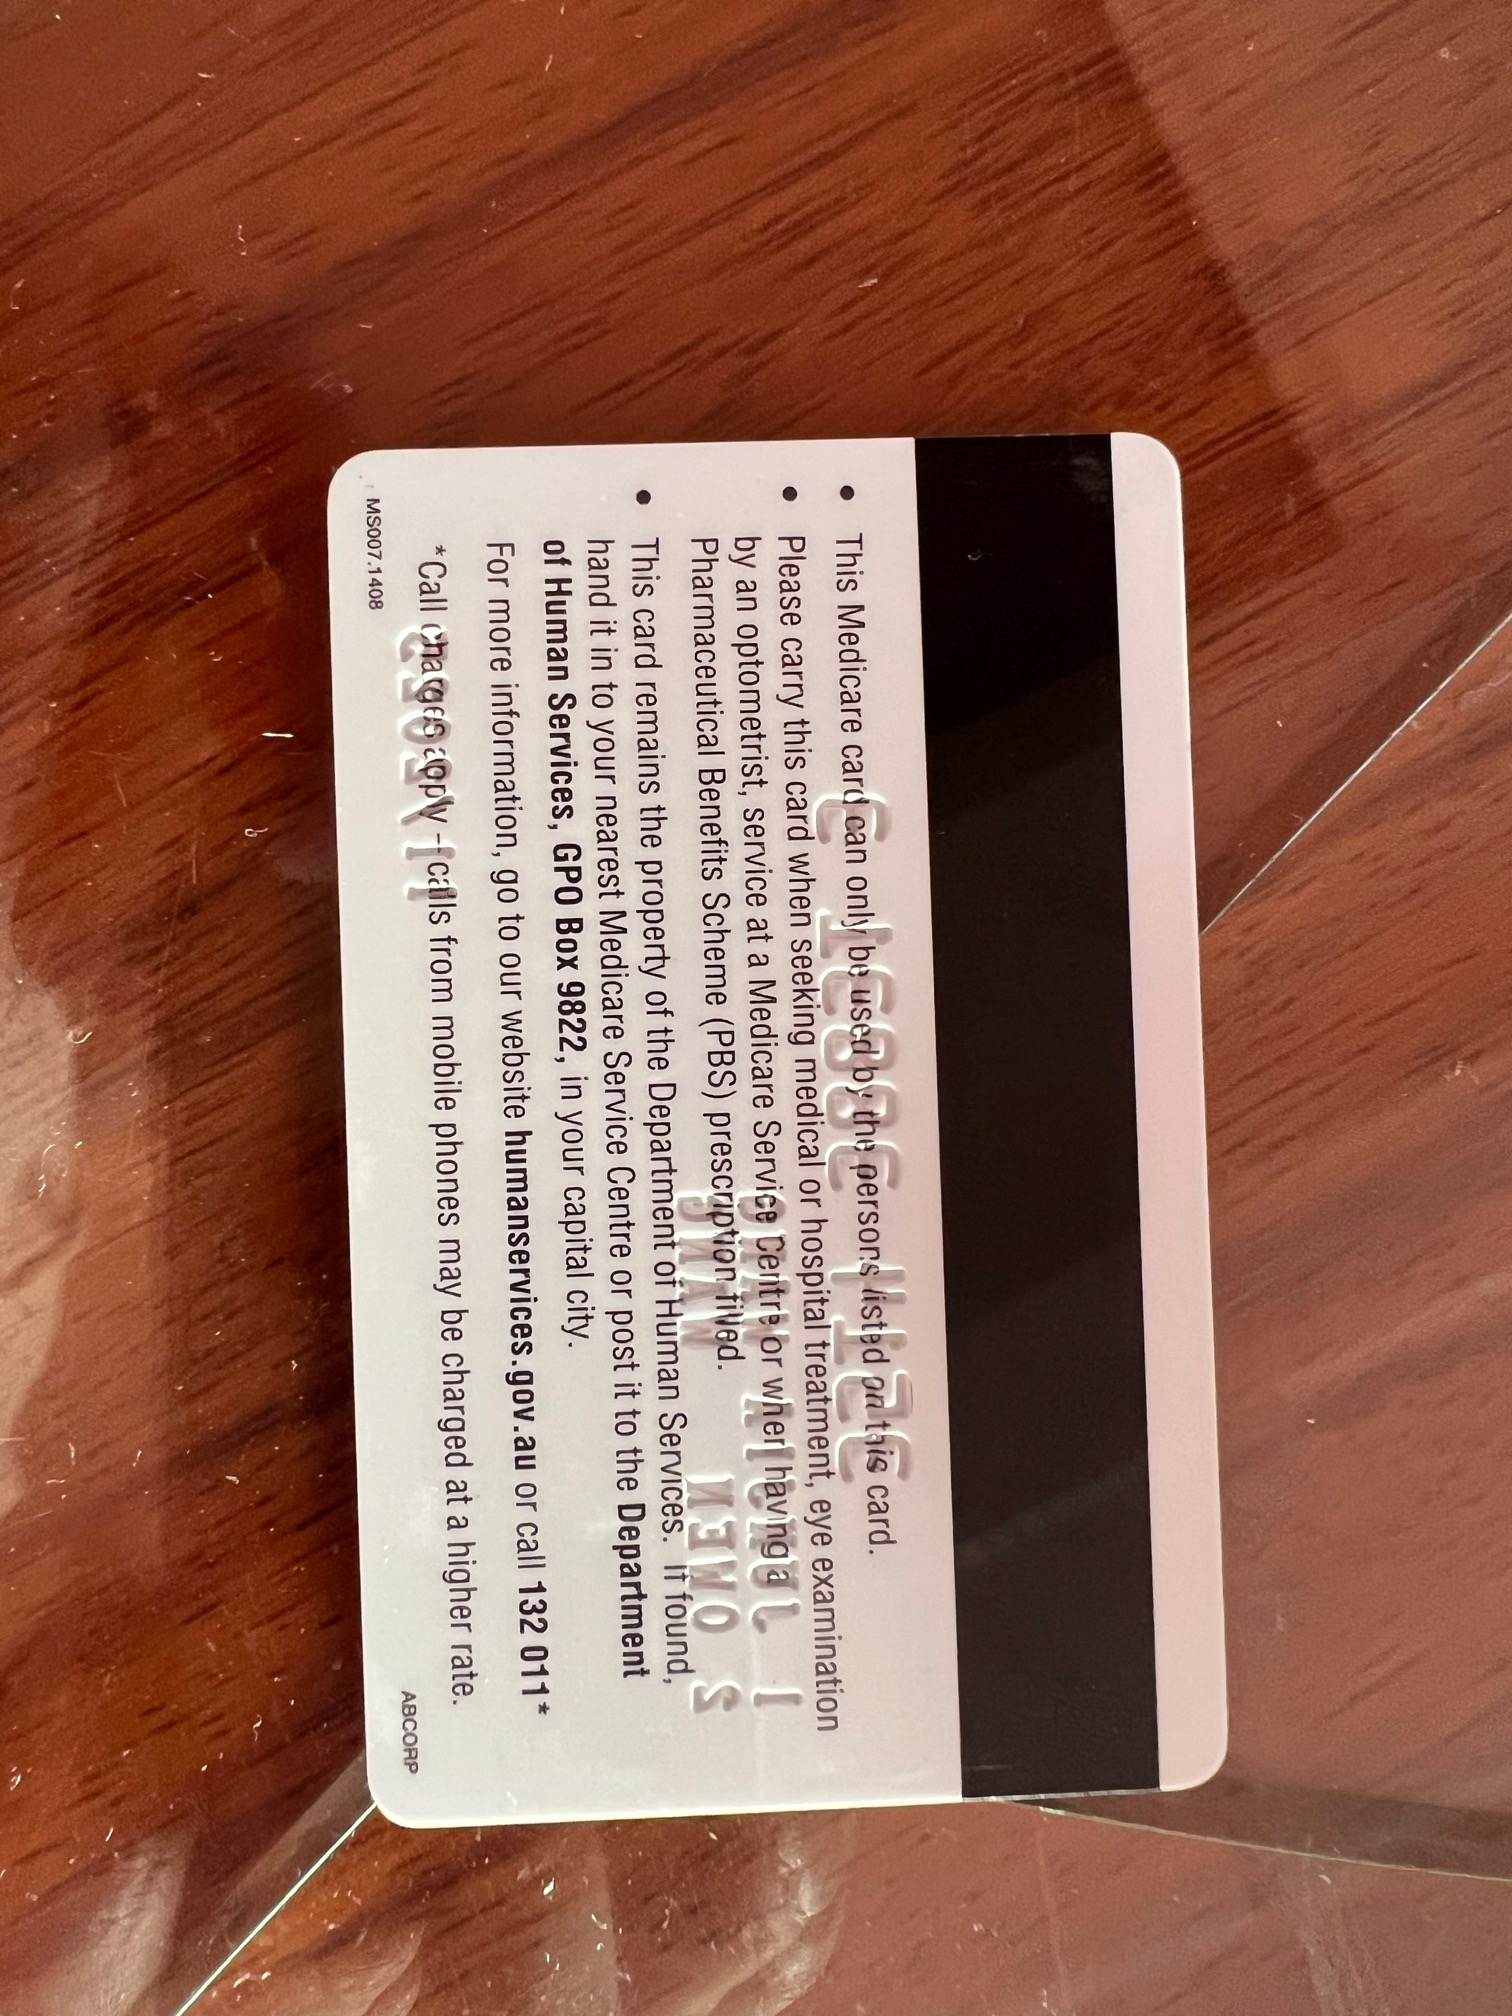 • This Medicare card can only be used by the persons listed on this card.
• Please carry this card when seeking medical or hospital treatment, eye examination
by an optometrist, service at a Medicare Service Centre or when having a
Pharmaceutical Benefits Scheme (PBS) prescription filled.
• This card remains the property of the Department of Human Services. If found,
hand it in to your nearest Medicare Service Centre or post it to the Department
of Human Services, GPO Box 9822, in your capital city.
For more information, go to our website humanservices.gov.au or call 132 011*
*Call charges apply - calls from mobile phones may be charged at a higher rate.
MS007.1408
ABCORP